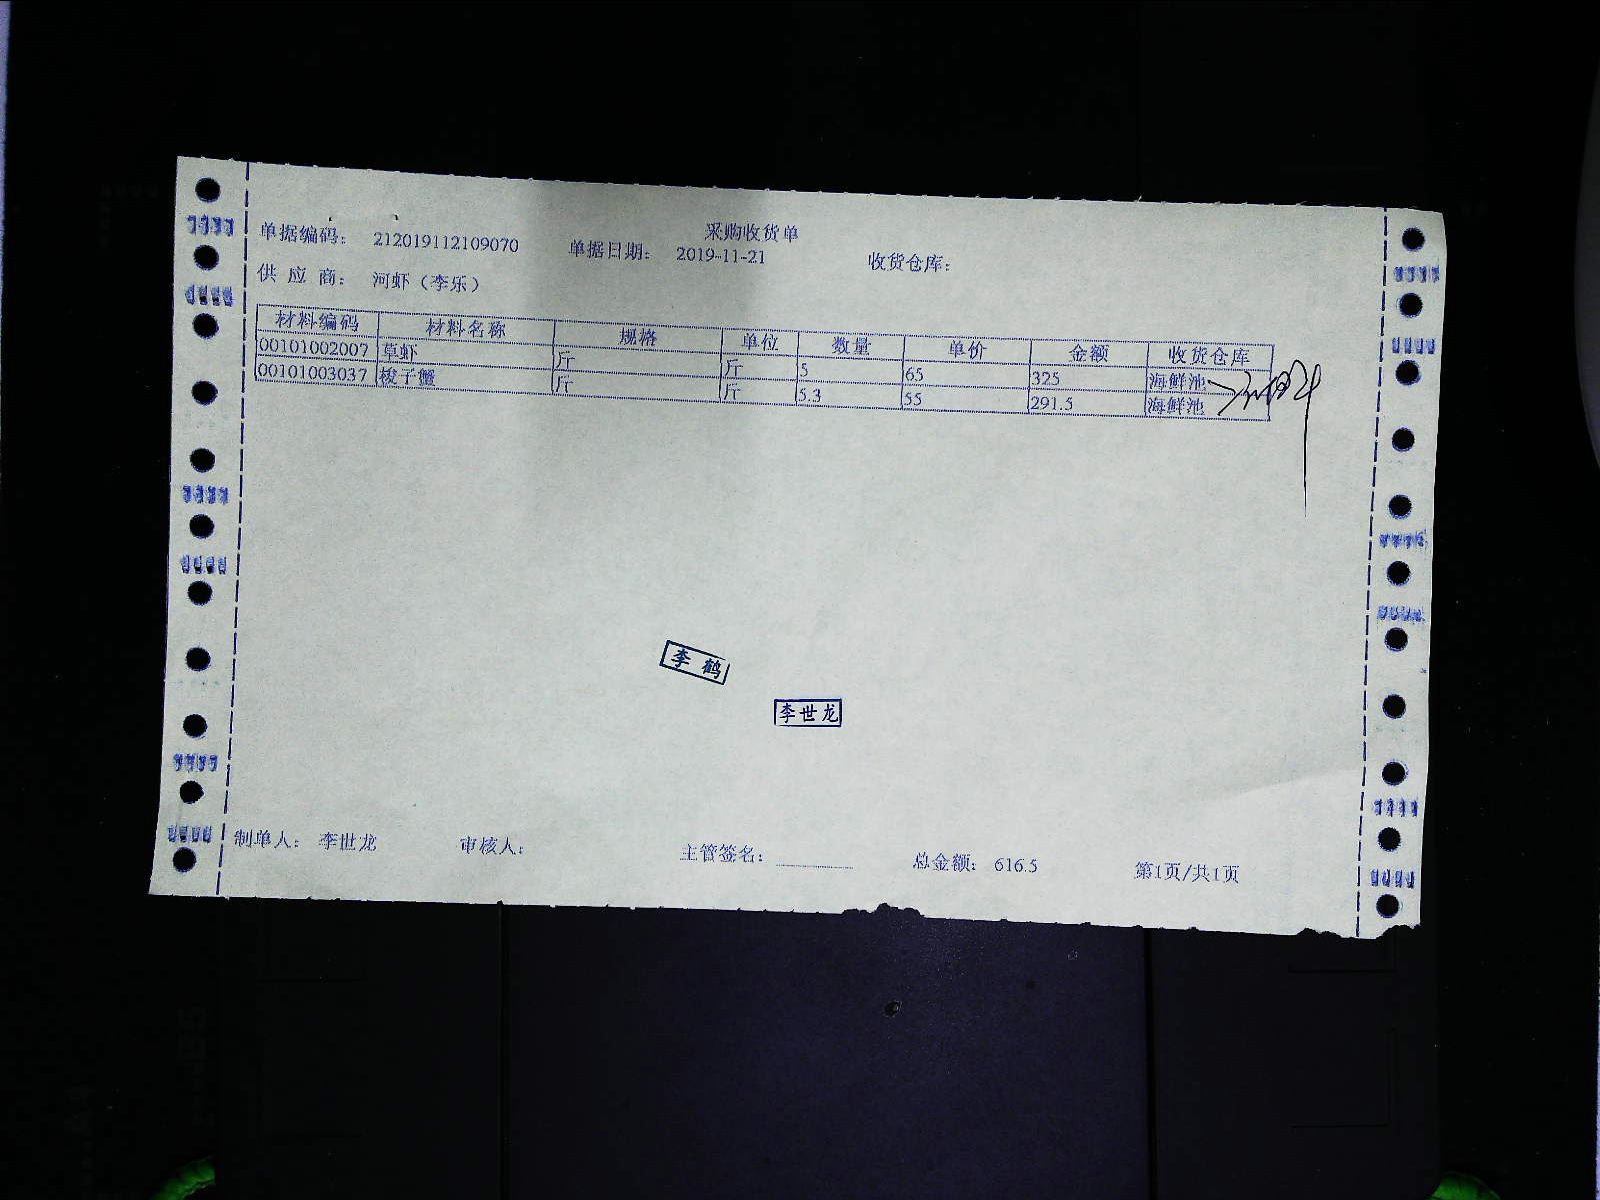 采购收货单
单据编码： 212019112109070 单据日期： 2019-11-21 收货仓库：
供 应 商： 河虾（李乐）
材料编码 材料名称 规格 单位 数量 单价 金额 收货仓库
00101002007 草虾 斤 斤 5 65 325 海鲜池
00101003037 梭子蟹 斤 斤 5.3 55 291.5 海鲜池
李鹤
李世龙
制单人： 李世龙 审核人： 主管签名： 总金额： 616.5 第1页/共1页